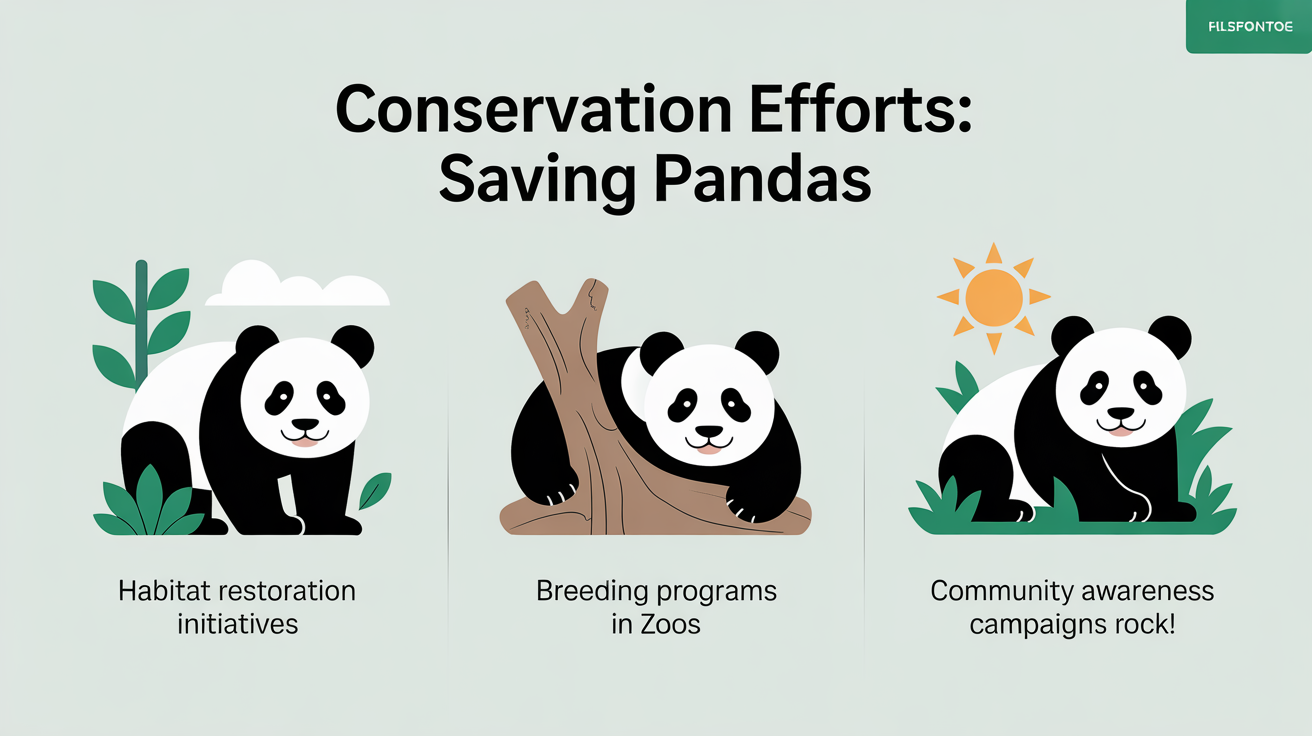 FILSFONTOE
Conservation Efforts:
Saving Pandas
Habitat restoration
initiatives
Breeding programs
in Zoos
Community awareness
campaigns rock!